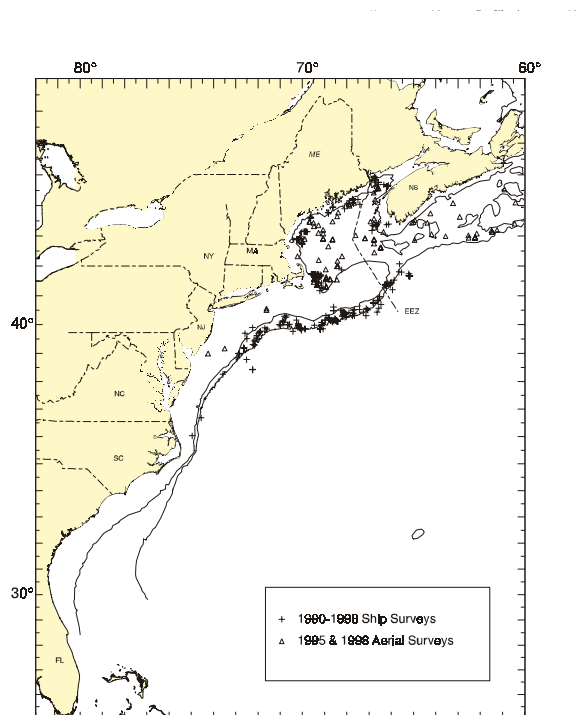 80° 70° 60°
ME
NS
NY MA
EEZ
40° NJ
NC
SC
30°
1990-1998 Ship Surveys
1995 & 1998 Aerial Surveys
FL